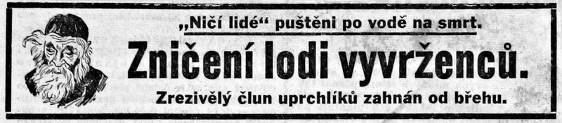 „Ničí lidé“ puštěni po vodě na smrt.
Zničení lodi vyvrženců.
Zrezivělý člun uprchlíků zahnán od břehu.